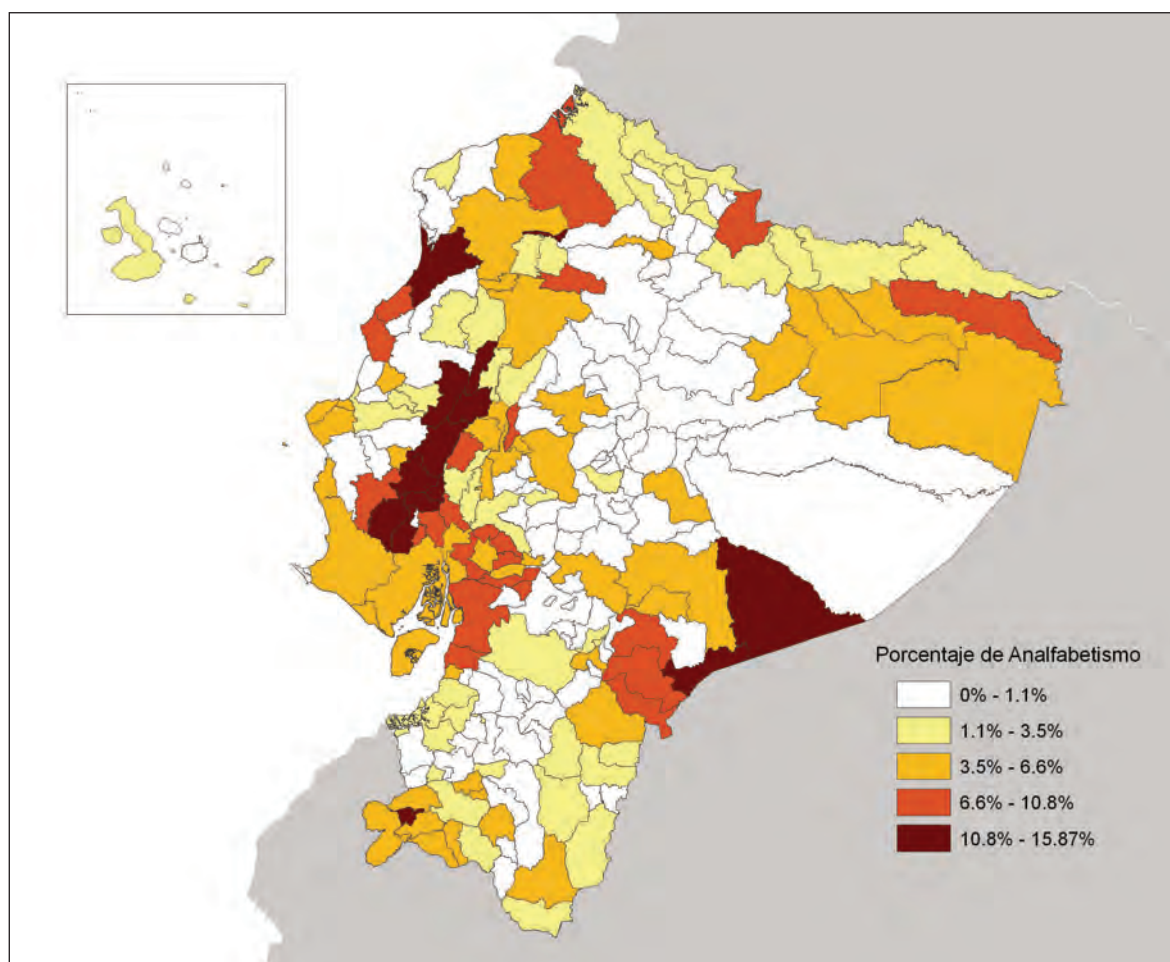 Porcentaje de Analfabetismo
0% - 1.1%
1.1% - 3.5%
3.5% - 6.6%
6.6% - 10.8%
10.8% - 15.87%